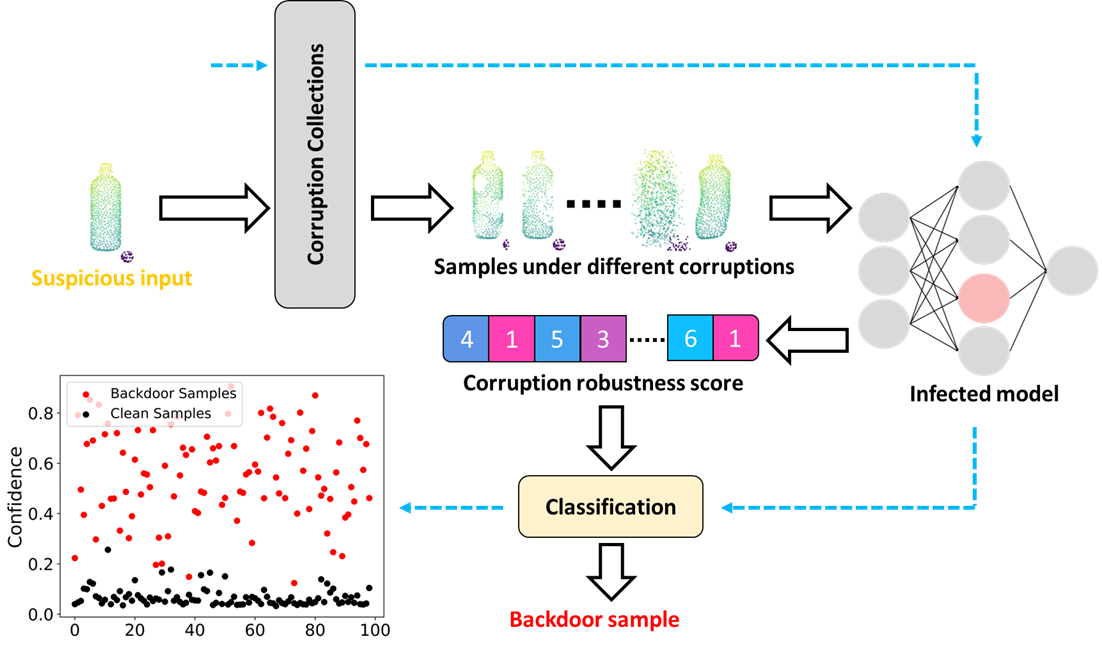 Corruption Collections
Suspicious input
Samples under different corruptions
4 1 5 3 6 1
Corruption robustness score
Infected model
Backdoor Samples
Clean Samples
Confidence
0.8
0.6
0.4
0.2
0.0
0 20 40 60 80 100
Classification
Backdoor sample